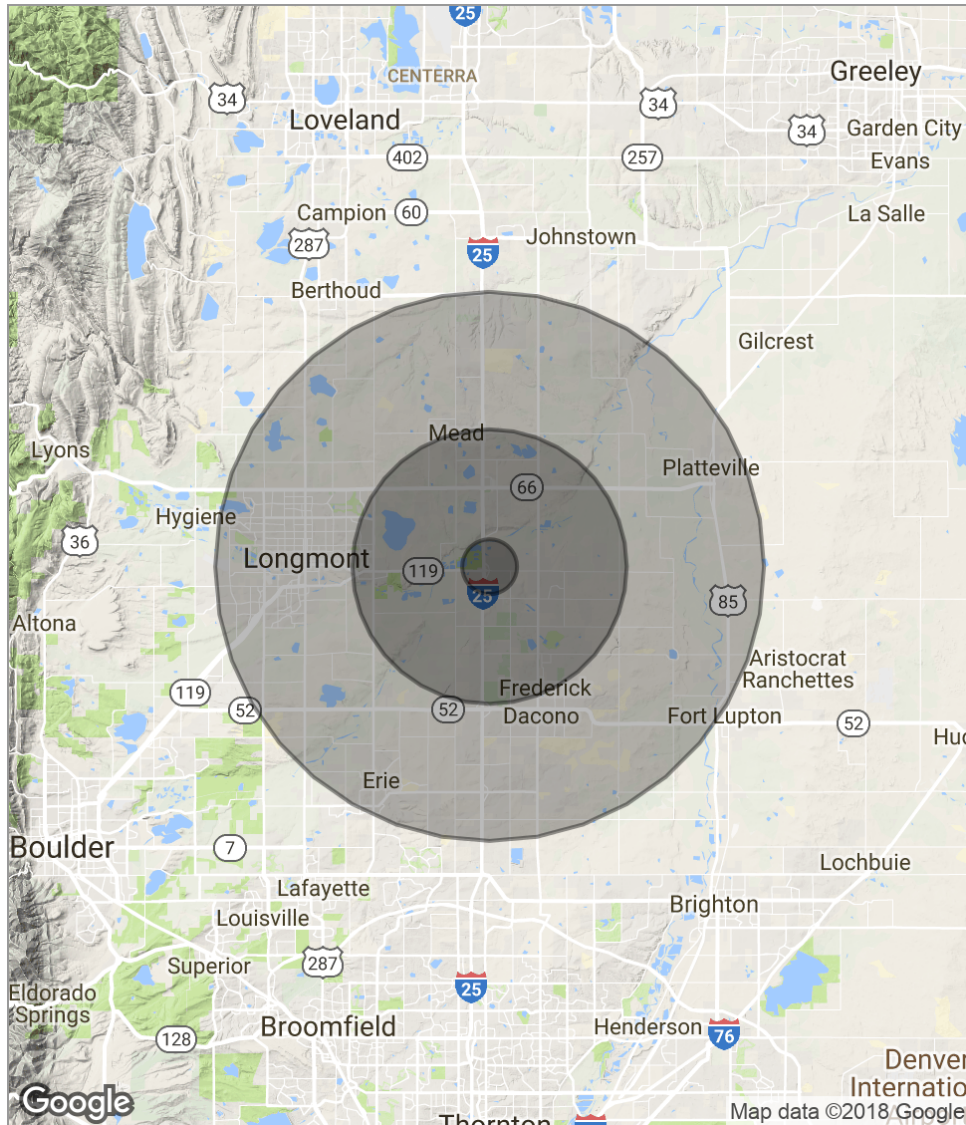 25
CENTERRA
Greeley
34
34
Loveland
34
Garden City
402
257
Evans
Campion
60
La Salle
287
25
Johnstown
Berthoud
Gilcrest
Mead
Lyons
Platteville
66
Hygiene
36
Longmont
119
25
85
Altona
Aristocrat
Ranchettes
119
Frederick
52
52
Dacono
Fort Lupton
52
Hud
Erie
Boulder
7
Lochbuie
Lafayette
Louisville
Brighton
Superior
287
25
Eldorado
Springs
Broomfield
Henderson
76
128
Denver
Internatio
Google
Thornton
Map data ©2018 Google